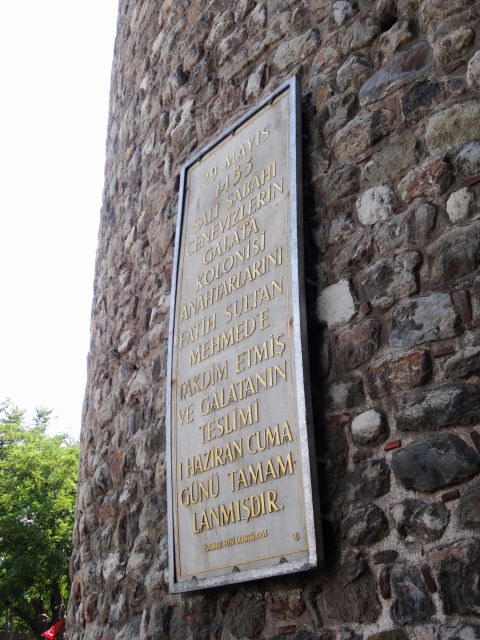 29 MAYIS
1453
SALI SABAHI
CENEVİZLERİN
GALATA
KOLONİSİ
ANAHTARLARINI
FATİH SULTAN
MEHMED'E
TAKDİM ETMİŞ
VE GALATANIN
TESLİMİ
1 HAZİRAN CUMA
GÜNÜ TAMAM-
LANMIŞDIR.